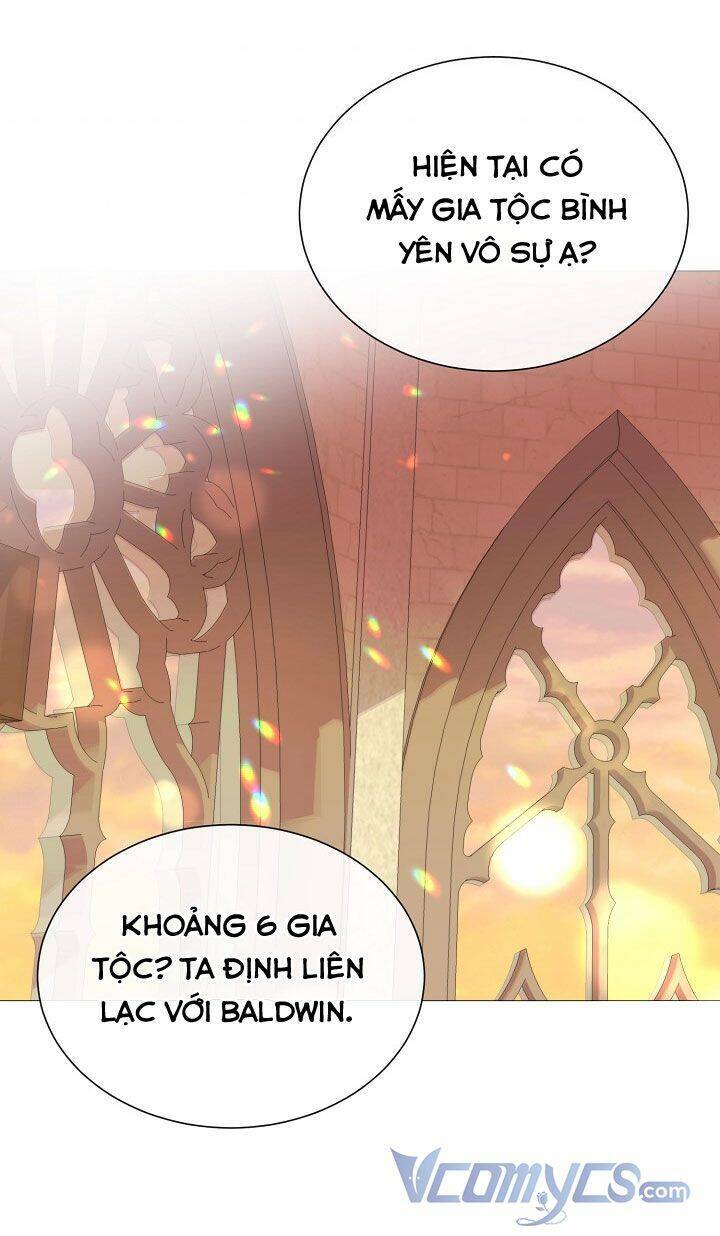 HIỆN TẠI CÓ
MẤY GIA TỘC BÌNH
YÊN VÔ SỰ Ạ?
KHOẢNG 6 GIA
TỘC? TA ĐỊNH LIÊN
LẠC VỚI BALDWIN.
VCOMYCS.com